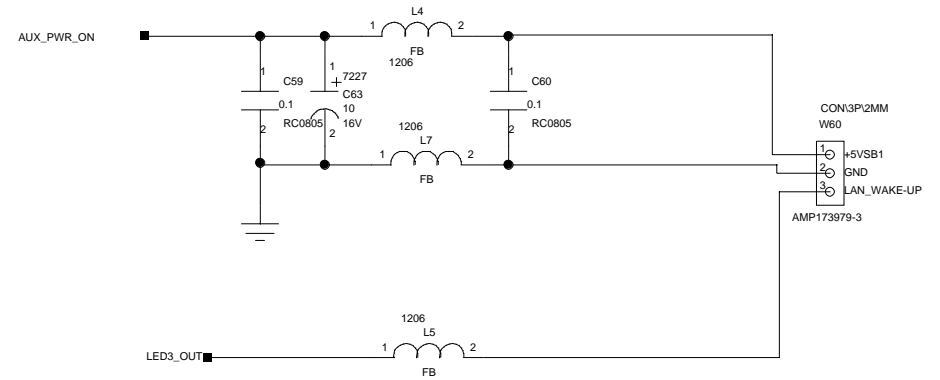 L4
1 2
AUX_PWR_ON
FB
1206
1
C59
0.1
RC0805
2
1
+ 7227
C63
10
16V
2
1
C60
0.1
RC0805
2
CON\3P\2MM
W60
1 +5VSB1
2 GND
3 LAN_WAKE-UP
AMP173979-3
1206
L7
1 2
FB
1206
L5
1 2
LED3_OUT
FB